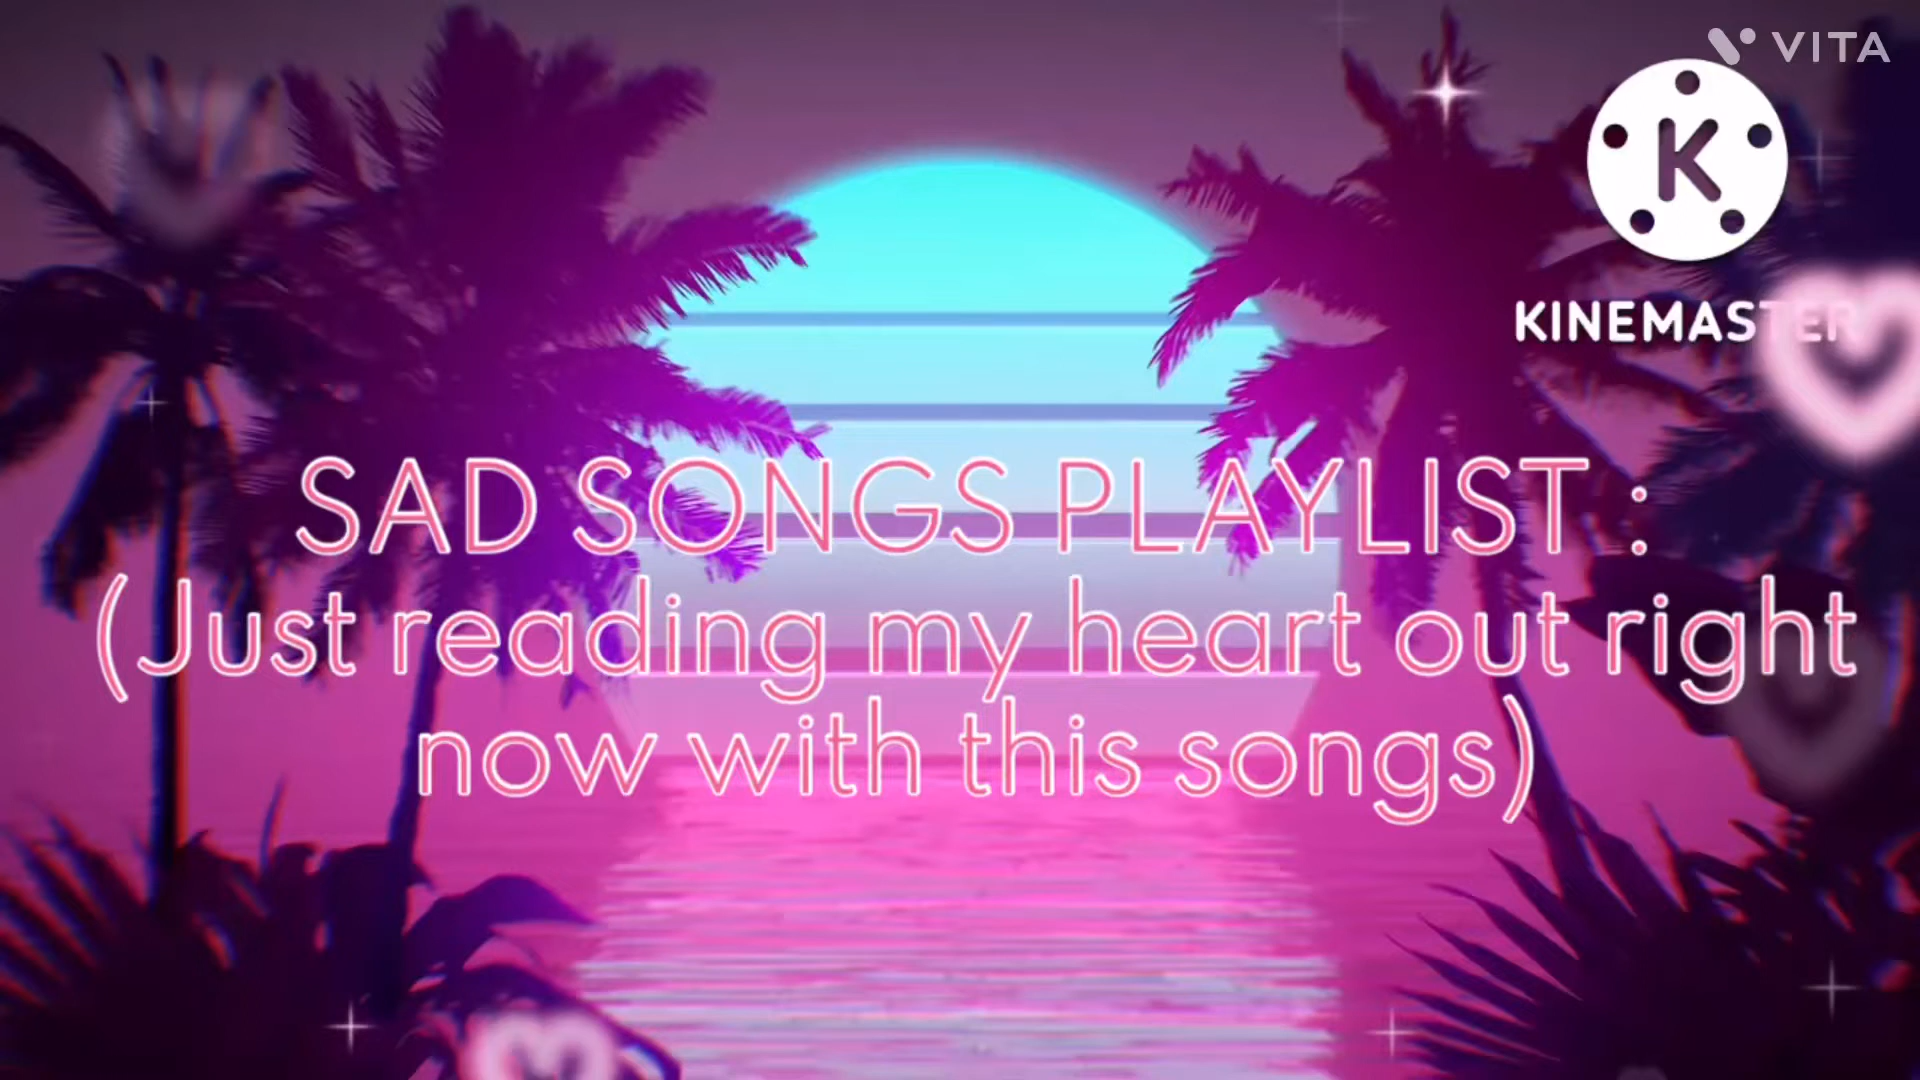 VITA
K
KINEMASTER
SAD SONGS PLAYLIST :
(Just reading my heart out right
now with this songs)